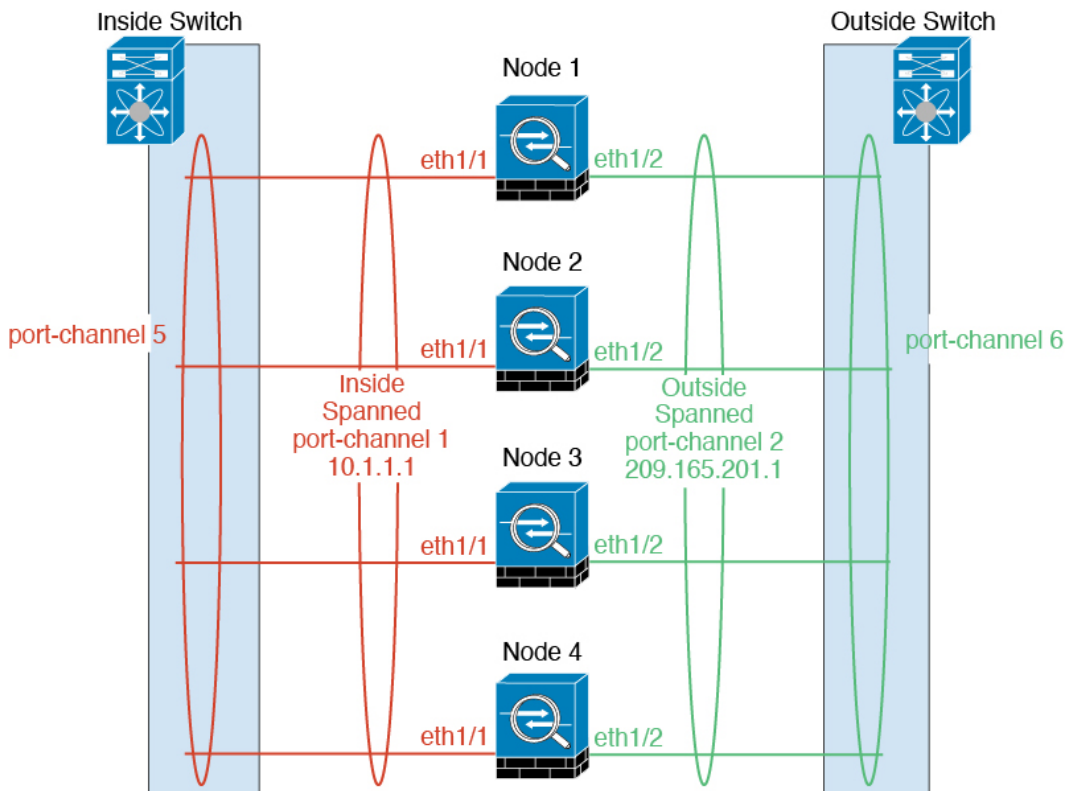 Inside Switch
Outside Switch
Node 1
eth1/1
eth1/2
Node 2
port-channel 5
eth1/1
eth1/2
port-channel 6
Inside
Spanned
port-channel 1
10.1.1.1
Outside
Spanned
port-channel 2
209.165.201.1
Node 3
eth1/1
eth1/2
Node 4
eth1/1
eth1/2